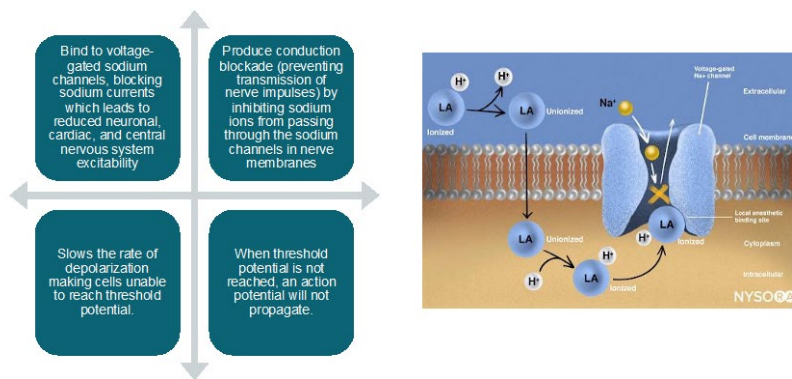 Bind to voltage-
gated sodium
channels, blocking
sodium currents
which leads to
reduced neuronal,
cardiac, and central
nervous system
excitability
Produce conduction
blockade (preventing
transmission of
nerve impulses) by
inhibiting sodium
ions from passing
through the sodium
channels in nerve
membranes
Slows the rate of
depolarization
making cells unable
to reach threshold
potential.
When threshold
potential is not
reached, an action
potential will not
propagate.
Voltage-gated
Na+ channel
H+
H+
LA
LA
Unionized
Ionized
Na+
Extracellular
Cell membrane
Local anesthetic
binding site
LA
LA
Unionized
H+
Ionized
H+
H+
LA
Ionized
Cytoplasm
Intracellular
NYSORA